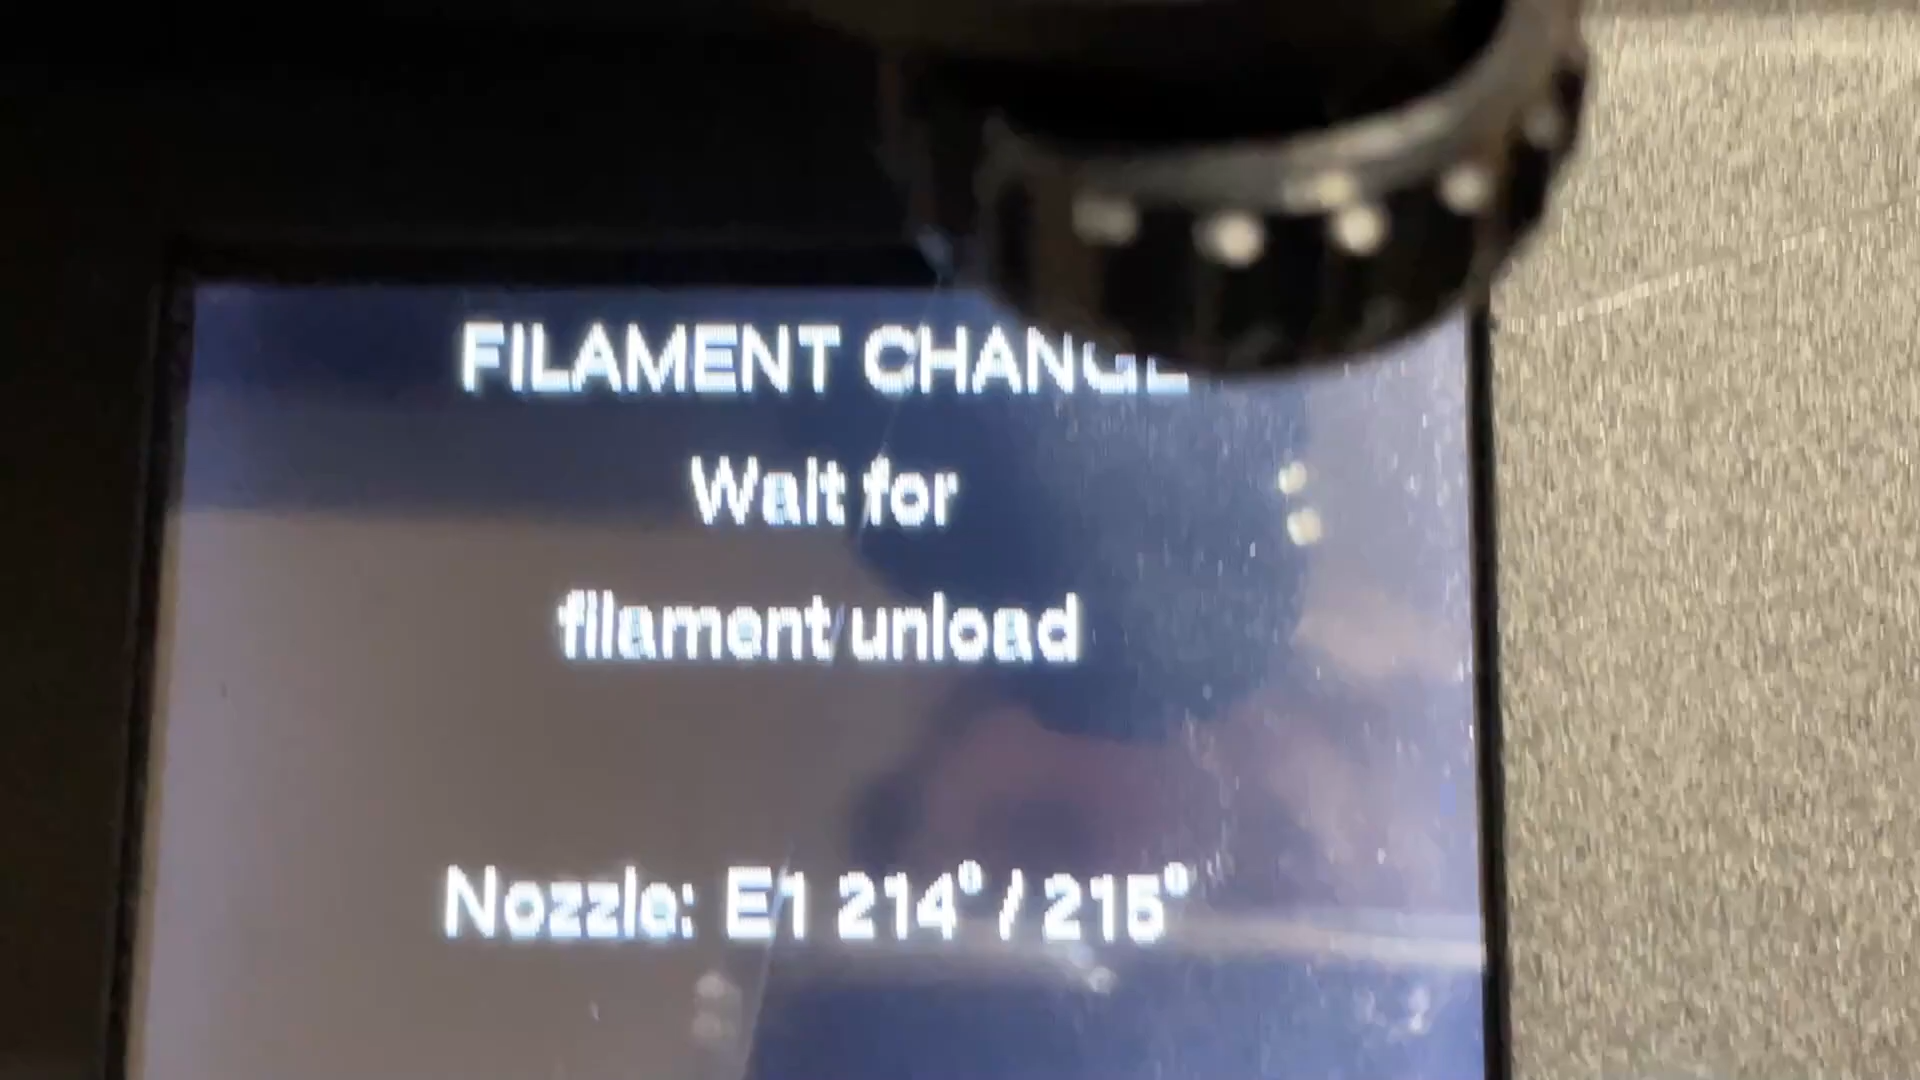 FILAMENT CHANGE
Wait for
filament unload
Nozzle: E1 214° / 215°